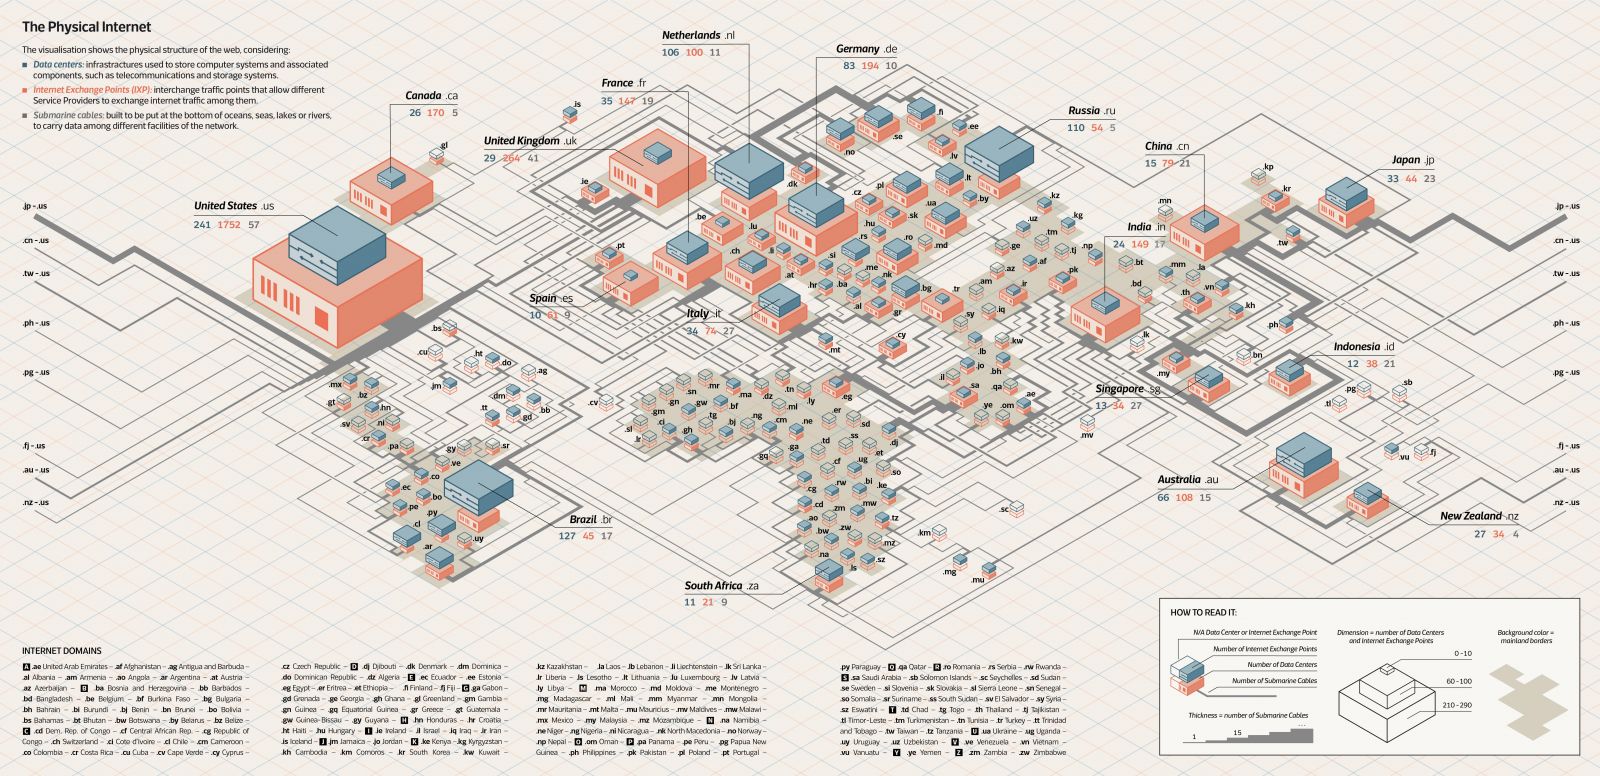 The Physical Internet
The visualisation shows the physical structure of the web, considering:
Data centers: infrastractures used to store computer systems and associated
components, such as telecommunications and storage systems.
Internet Exchange Points (IXP): interchange traffic points that allow different
Service Providers to exchange internet traffic among them.
Submarine cables: built to be put at the bottom of oceans, seas, lakes or rivers,
to carry data among different facilities of the network.
Netherlands .nl
106 100 11
Germany .de
83 194 10
France .fr
35 147 19
Canada .ca
26 170 5
United Kingdom .uk
29 264 41
Russia .ru
110 54 5
China .cn
15 79 21
Japan .jp
33 44 23
United States .us
241 1752 57
India .in
24 149 17
Spain .es
10 61 9
Italy .it
34 74 27
Indonesia .id
12 38 21
Singapore .sg
13 34 27
Australia .au
66 108 15
New Zealand .nz
27 34 4
Brazil .br
127 45 17
South Africa .za
11 21 9
.jp -.us
.cn -.us
.tw -.us
.ph -.us
.pg -.us
.fj -.us
.au -.us
.nz -.us
.jp -.us
.cn -.us
.tw -.us
.ph -.us
.pg -.us
.fj -.us
.au -.us
.nz -.us
.gl
.is
.ie
.pt
.be
.lu
.ch
.li
.at
.dk
.no
.se
.fi
.ee
.lv
.lt
.by
.pl
.cz
.ua
.sk
.hu
.rs
.ro
.md
.si
.me
.nk
.hr
.ba
.al
.bg
.gr
.tr
.cy
.mt
.ge
.az
.am
.ir
.iq
.sy
.uz
.kz
.kg
.tm
.tj
.af
.pk
.np
.bt
.bd
.mm
.la
.th
.vn
.kh
.lk
.mn
.kp
.kr
.tw
.ph
.bn
.my
.pg
.tl
.sb
.vu
.fj
.mv
.lb
.kw
.jo
.bh
.il
.sa
.qa
.ae
.ye
.om
.bs
.cu
.ht
.do
.ag
.jm
.dm
.tt
.gd
.bb
.mx
.bz
.gt
.hn
.sv
.ni
.cr
.pa
.gy
.sr
.ve
.co
.ec
.bo
.pe
.py
.cl
.ar
.uy
.cv
.mr
.sn
.gn
.gw
.gm
.ma
.dz
.tn
.ly
.eg
.bf
.ml
.tg
.ng
.ne
.ci
.bj
.cm
.sl
.lr
.gh
.gq
.ga
.td
.ss
.sd
.dj
.et
.cf
.ug
.so
.cg
.rw
.bi
.ke
.cd
.zm
.mw
.ao
.tz
.bw
.zw
.mz
.na
.ls
.sz
.sc
.km
.mg
.mu
INTERNET DOMAINS
A .ae United Arab Emirates – .af Afghanistan – .ag Antigua and Barbuda –
.al Albania – .am Armenia – .ao Angola – .ar Argentina – .at Austria
.az Azerbaijan – B .ba Bosnia and Herzegovina – .bb Barbados
.bd Bangladesh – .be Belgium – .bf Burkina Faso – .bg Bulgaria –
.bh Bahrain – .bi Burundi – .bj Benin – .bn Brunei – .bo Bolivia –
.bs Bahamas – .bt Bhutan – .bw Botswana – .by Belarus – .bz Belize –
C .cd Dem. Rep. of Congo – .cf Central African Rep. – .cg Republic of
Congo – .ch Switzerland – .ci Cote d'Ivoire – .cl Chile – .cm Cameroon –
.co Colombia – .cr Costa Rica – .cu Cuba – .cv Cape Verde – .cy Cyprus –
.cz Czech Republic – D .dj Djibouti – .dk Denmark – .dm Dominica –
.do Dominican Republic – .dz Algeria – E .ec Ecuador – .ee Estonia –
.eg Egypt – .er Eritrea – .et Ethiopia – .fi Finland – .fj Fiji – G .ga Gabon –
.gd Grenada – .ge Georgia – .gh Ghana – .gl Greenland – .gm Gambia –
.gn Guinea – .gq Equatorial Guinea – .gr Greece – .gt Guatemala –
.gw Guinea-Bissau – .gy Guyana – H .hn Honduras – .hr Croatia –
.ht Haiti – .hu Hungary – I .ie Ireland – .il Israel – .iq Iraq – .ir Iran –
.is Iceland – J .jm Jamaica – .jo Jordan – K .ke Kenya – .kg Kyrgyzstan –
.kh Cambodia – .km Comoros – .kr South Korea – .kw Kuwait –
.kz Kazakhstan – .la Laos – .lb Lebanon – .li Liechtenstein – .lk Sri Lanka –
.lr Liberia – .ls Lesotho – .lt Lithuania – .lu Luxembourg – .lv Latvia –
.ly Libya – M .ma Morocco – .md Moldova – .me Montenegro –
.mg Madagascar – .ml Mali – .mm Myanmar – .mn Mongolia –
.mr Mauritania – .mt Malta – .mu Mauricius – .mv Maldives – .mw Malawi –
.mx Mexico – .my Malaysia – .mz Mozambique – N .na Namibia –
.ne Niger – .ng Nigeria – .ni Nicaragua – .nk North Macedonia – .no Norway –
.np Nepal – O .om Oman – P .pa Panama – .pe Peru – .pg Papua New
Guinea – .ph Philippines – .pk Pakistan – .pl Poland – .pt Portugal –
.py Paraguay – Q .qa Qatar – R .ro Romania – .rs Serbia – .rw Rwanda –
S .sa Saudi Arabia – .sb Solomon Islands – .sc Seychelles – .sd Sudan
.se Sweden – .si Slovenia – .sk Slovakia – .sl Sierra Leone – .sn Senegal
.so Somalia – .sr Suriname – .ss South Sudan – .sv El Salvador – .sy Syria –
.sz Eswatini – T .td Chad – .tg Togo – .th Thailand – .tj Tajikistan
.tl Timor-Leste – .tm Turkmenistan – .tn Tunisia – .tr Turkey – .tt Trinidad
and Tobago – .tw Taiwan – .tz Tanzania – U .ua Ukraine – .ug Uganda –
.uy Uruguay – .uz Uzbekistan – V .ve Venezuela – .vn Vietnam –
.vu Vanuatu – Y .ye Yemen – Z .zm Zambia – .zw Zimbabwe
HOW TO READ IT:
N/A Data Center or Internet Exchange Point
Number of Internet Exchange Points
Number of Data Centers
Number of Submarine Cables
Thickness = number of Submarine Cables
1
15
...
Dimension = number of Data Centers
and Internet Exchange Points
0 -10
60 -100
210 - 290
Background color =
mainland borders